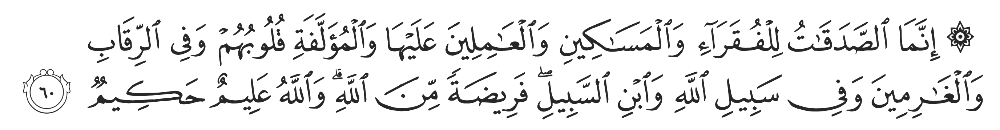 ۞ إِنَّمَا ٱلصَّدَقَـٰتُ لِلْفُقَرَآءِ وَٱلْمَسَـٰكِينِ وَٱلْعَـٰمِلِينَ عَلَيْهَا وَٱلْمُؤَلَّفَةِ قُلُوبُهُمْ وَفِى ٱلرِّقَابِ
وَٱلْغَـٰرِمِينَ وَفِى سَبِيلِ ٱللَّهِ وَٱبْنِ ٱلسَّبِيلِ ۖ فَرِيضَةًۭ مِّنَ ٱللَّهِ ۗ وَٱللَّهُ عَلِيمٌ حَكِيمٌۭ ٦٠